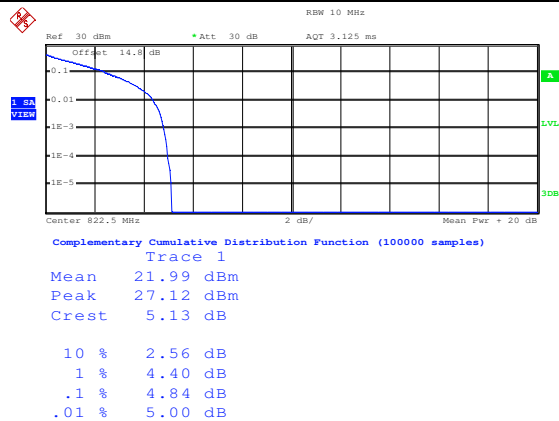 RBW 10 MHz
Ref 30 dBm *Att 30 dB AQT 3.125 ms
Offset 14.8 dB
0.1
0.01
1E-3
1E-4
1E-5
1 SA
VIEW
A
LVL
3DB
Center 822.5 MHz 2 dB/ Mean Pwr + 20 dB
Complementary Cumulative Distribution Function (100000 samples)
Trace 1
Mean 21.99 dBm
Peak 27.12 dBm
Crest 5.13 dB
10 % 2.56 dB
1 % 4.40 dB
.1 % 4.84 dB
.01 % 5.00 dB